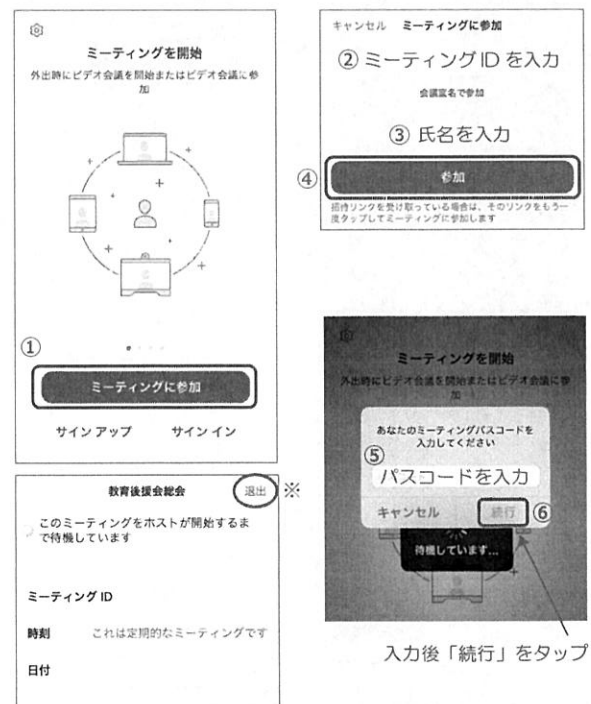 ミーティングを開始
外出時にビデオ会議を開始またはビデオ会議に参
加
①
ミーティングに参加
サイン アップ サイン イン
キャンセル ミーティングに参加
② ミーティング ID を入力
会議室名で参加
③ 氏名を入力
④
参加
招待リンクを受け取っている場合は、そのリンクをもう一
度タップしてミーティングに参加します
教育後援会総会 退出 ※
このミーティングをホストが開始するま
で待機しています
ミーティング ID
時刻 これは定期的なミーティングです
日付
ミーティングを開始
外出時にビデオ会議を開始またはビデオ会議に参
加
あなたのミーティングパスコードを
入力してください
⑤
パスコードを入力
キャンセル 続行 ⑥
待機しています...
入力後「続行」をタップ